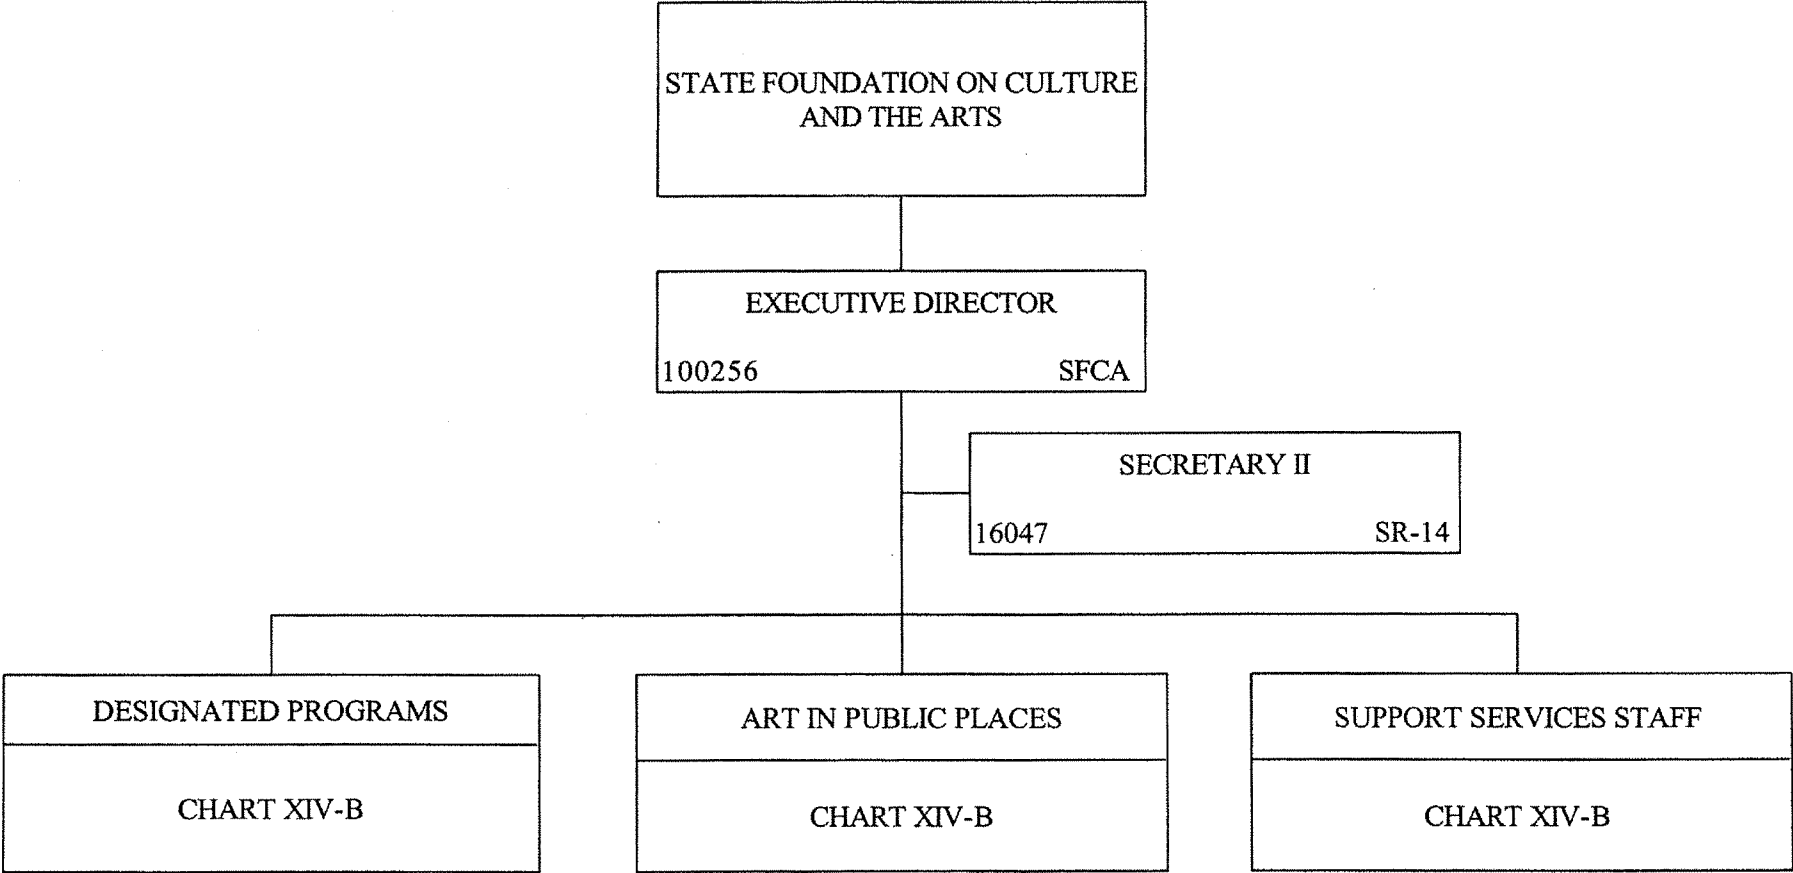 STATE FOUNDATION ON CULTURE
AND THE ARTS
EXECUTIVE DIRECTOR
100256 SFCA
SECRETARY II
16047 SR-14
DESIGNATED PROGRAMS
CHART XIV-B
ART IN PUBLIC PLACES
CHART XIV-B
SUPPORT SERVICES STAFF
CHART XIV-B